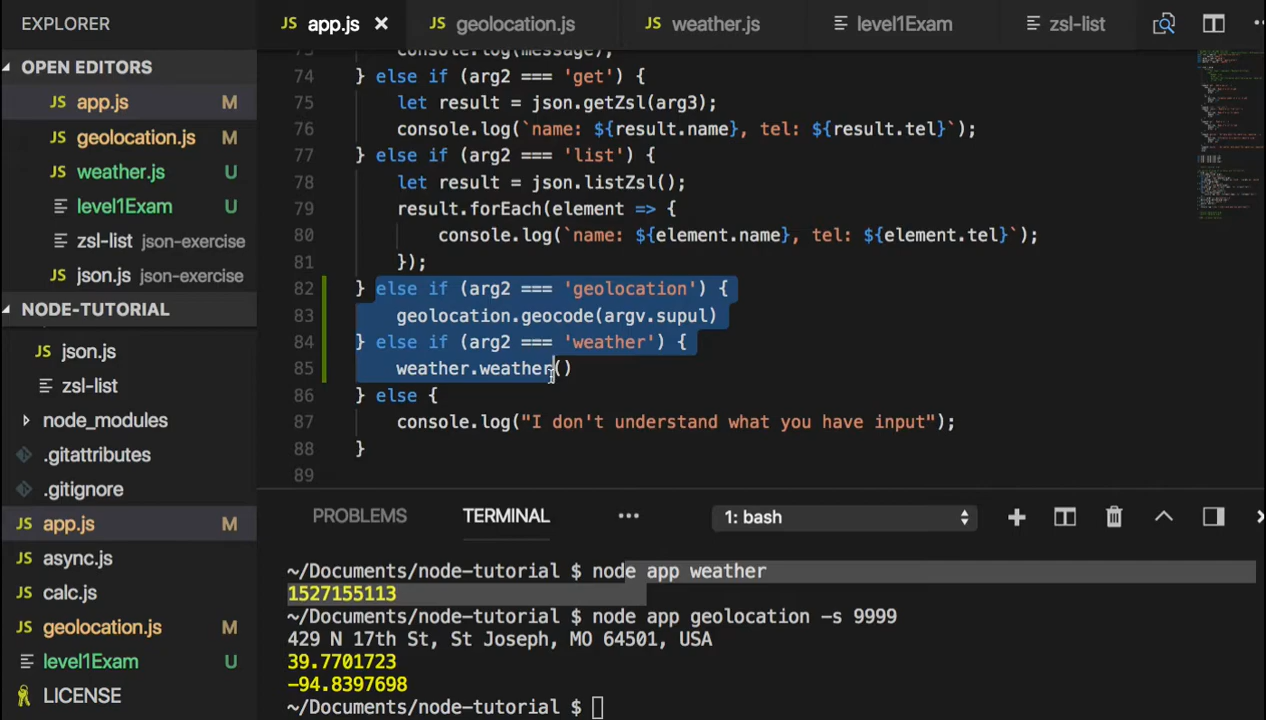 EXPLORER
OPEN EDITORS
JS app.js M
JS geolocation.js M
JS weather.js U
level1Exam U
zsl-list json-exercise
JS json.js json-exercise
NODE-TUTORIAL
JS json.js
zsl-list
node_modules
.gitattributes
.gitignore
JS app.js M
JS async.js
JS calc.js
JS geolocation.js M
level1Exam U
LICENSE
JS app.js JS geolocation.js JS weather.js level1Exam zsl-list
73 console.log(message);
74 } else if (arg2 === 'get') {
75 let result = json.getZsl(arg3);
76 console.log(`name: ${result.name}, tel: ${result.tel}`);
77 } else if (arg2 === 'list') {
78 let result = json.listZsl();
79 result.forEach(element => {
80 console.log(`name: ${element.name}, tel: ${element.tel}`);
81 });
82 } else if (arg2 === 'geolocation') {
83 geolocation.geocode(argv.supul)
84 } else if (arg2 === 'weather') {
85 weather.weather()
86 } else {
87 console.log("I don't understand what you have input");
88 }
89
PROBLEMS TERMINAL ••• 1: bash
~/Documents/node-tutorial $ node app weather
1527155113
~/Documents/node-tutorial $ node app geolocation -s 9999
429 N 17th St, St Joseph, MO 64501, USA
39.7701723
-94.8397698
~/Documents/node-tutorial $